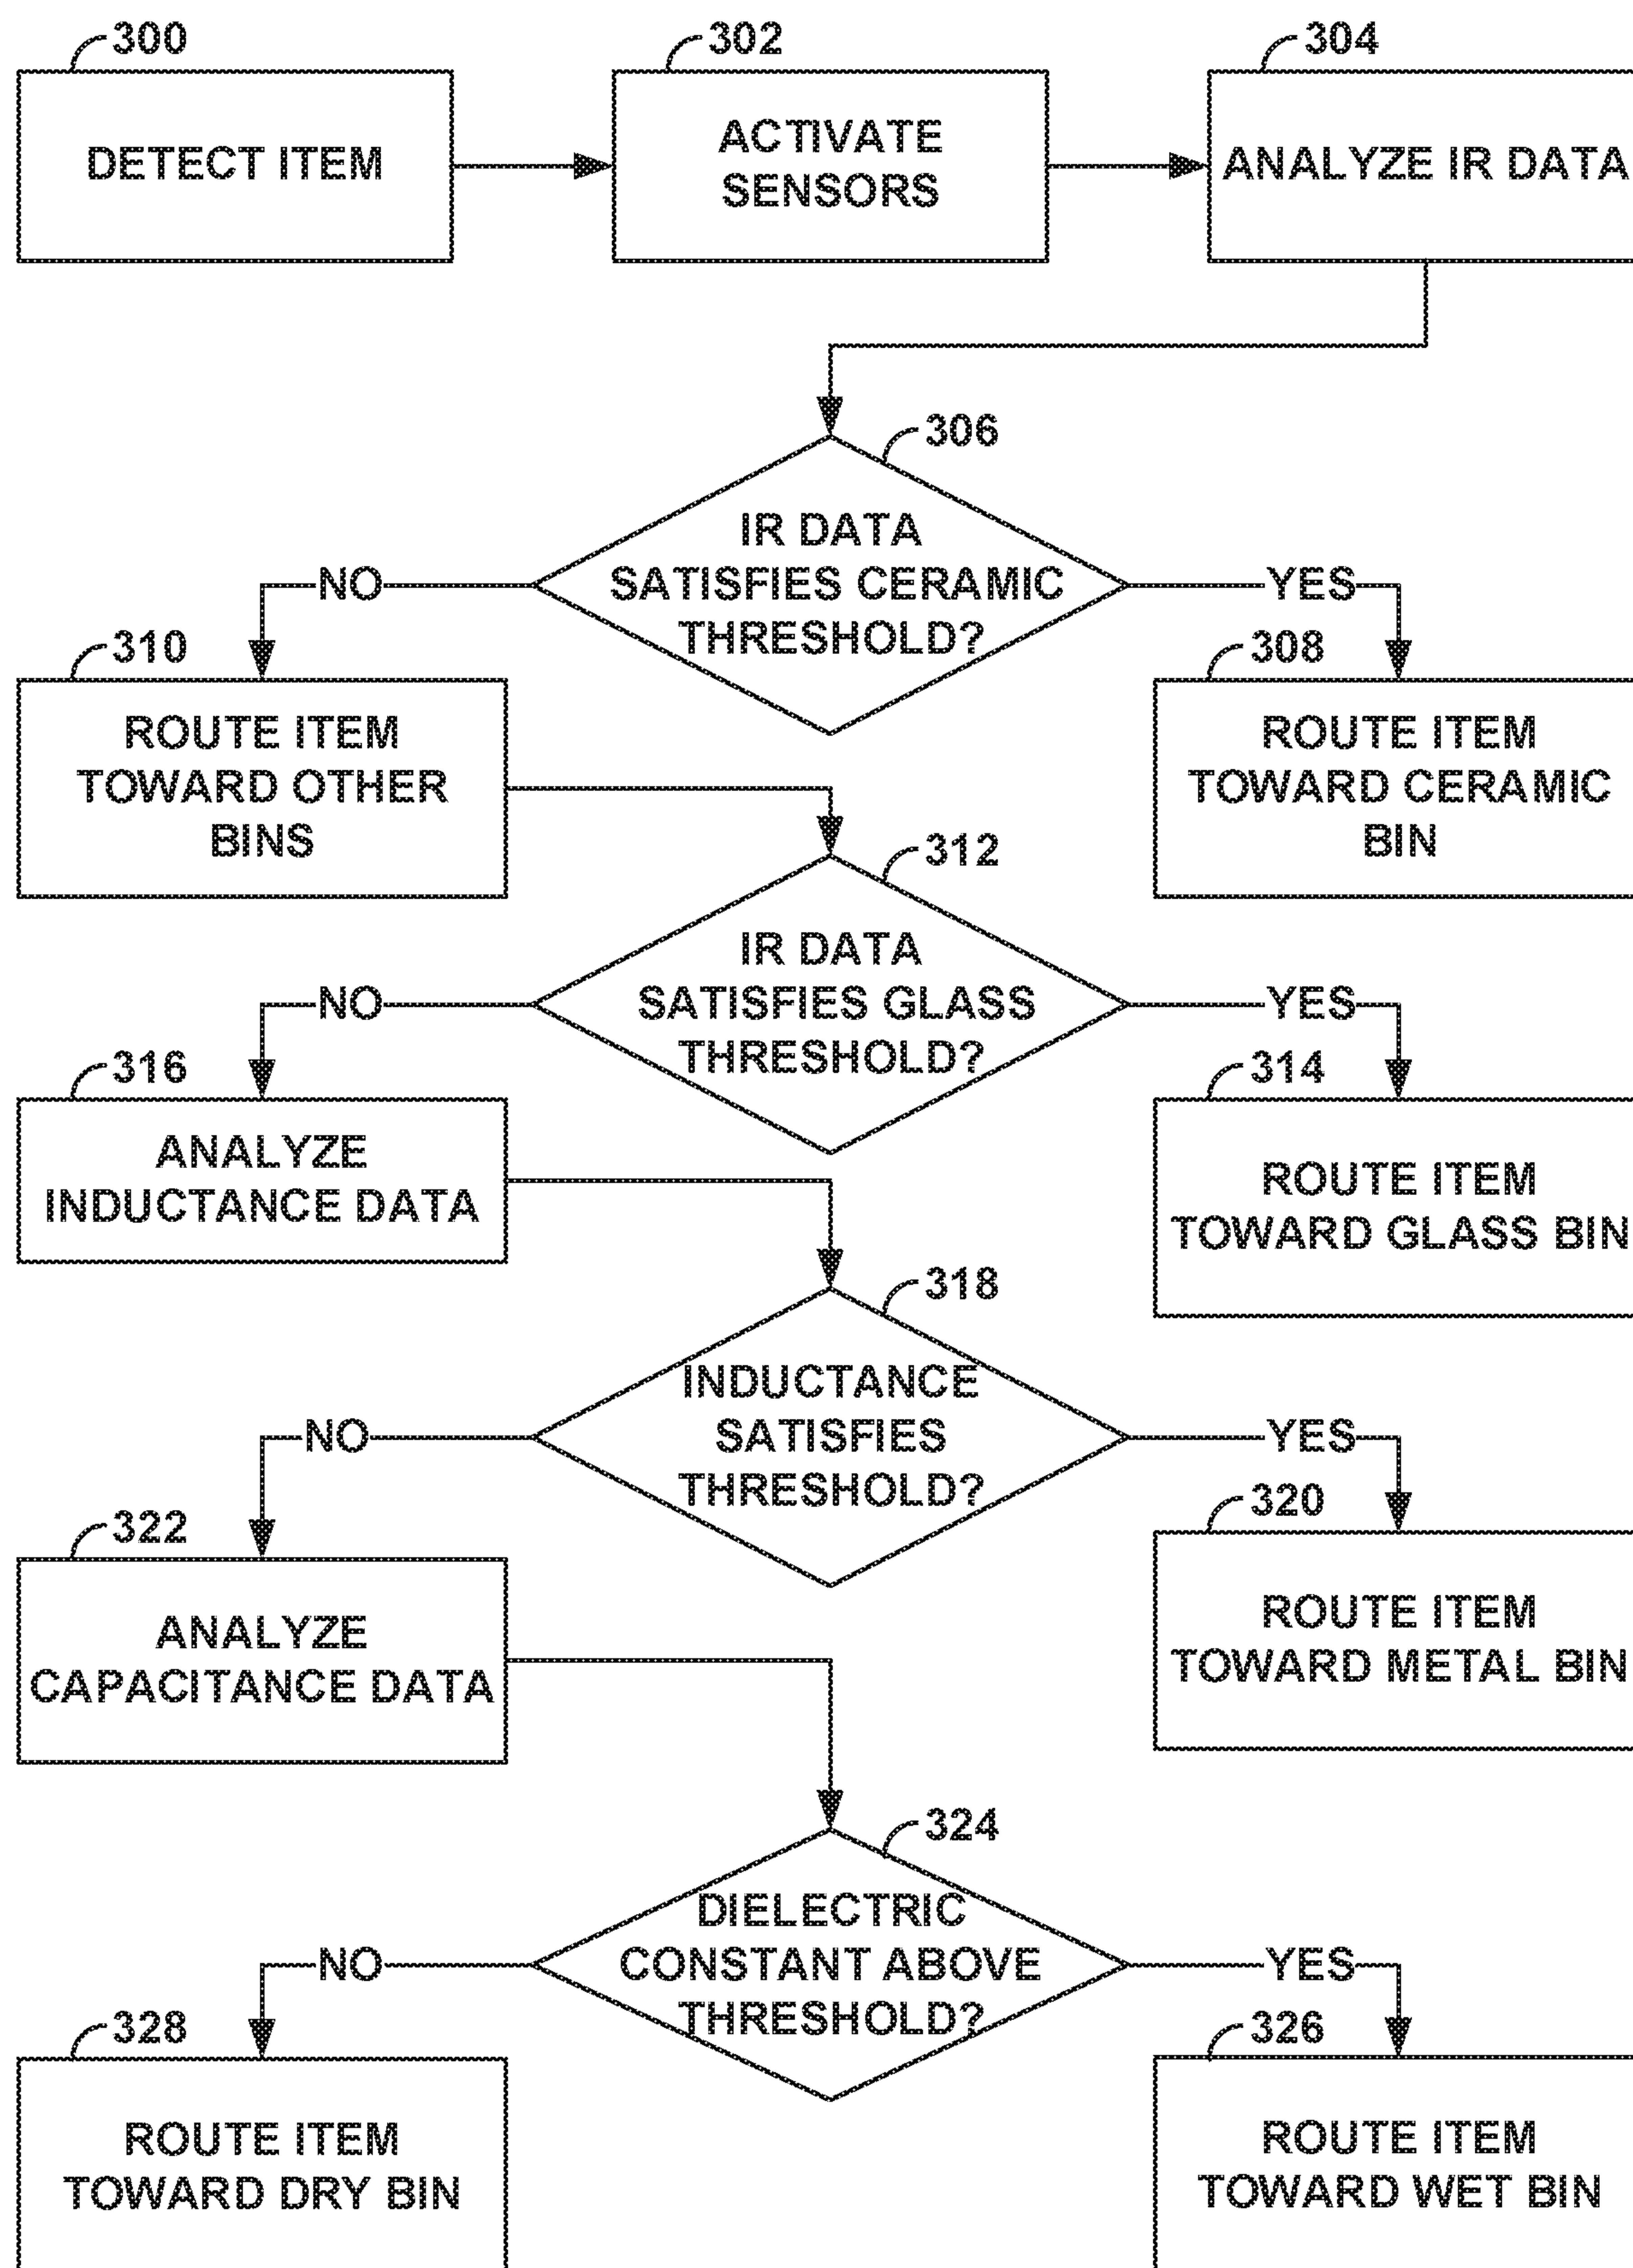 300
DETECT ITEM
302
ACTIVATE
SENSORS
304
ANALYZE IR DATA
306
IR DATA
SATISFIES CERAMIC
THRESHOLD?
NO
YES
310
ROUTE ITEM
TOWARD OTHER
BINS
308
ROUTE ITEM
TOWARD CERAMIC
BIN
312
IR DATA
SATISFIES GLASS
THRESHOLD?
NO
YES
316
ANALYZE
INDUCTANCE DATA
314
ROUTE ITEM
TOWARD GLASS BIN
318
INDUCTANCE
SATISFIES
THRESHOLD?
NO
YES
322
ANALYZE
CAPACITANCE DATA
320
ROUTE ITEM
TOWARD METAL BIN
324
DIELECTRIC
CONSTANT ABOVE
THRESHOLD?
NO
YES
328
ROUTE ITEM
TOWARD DRY BIN
326
ROUTE ITEM
TOWARD WET BIN